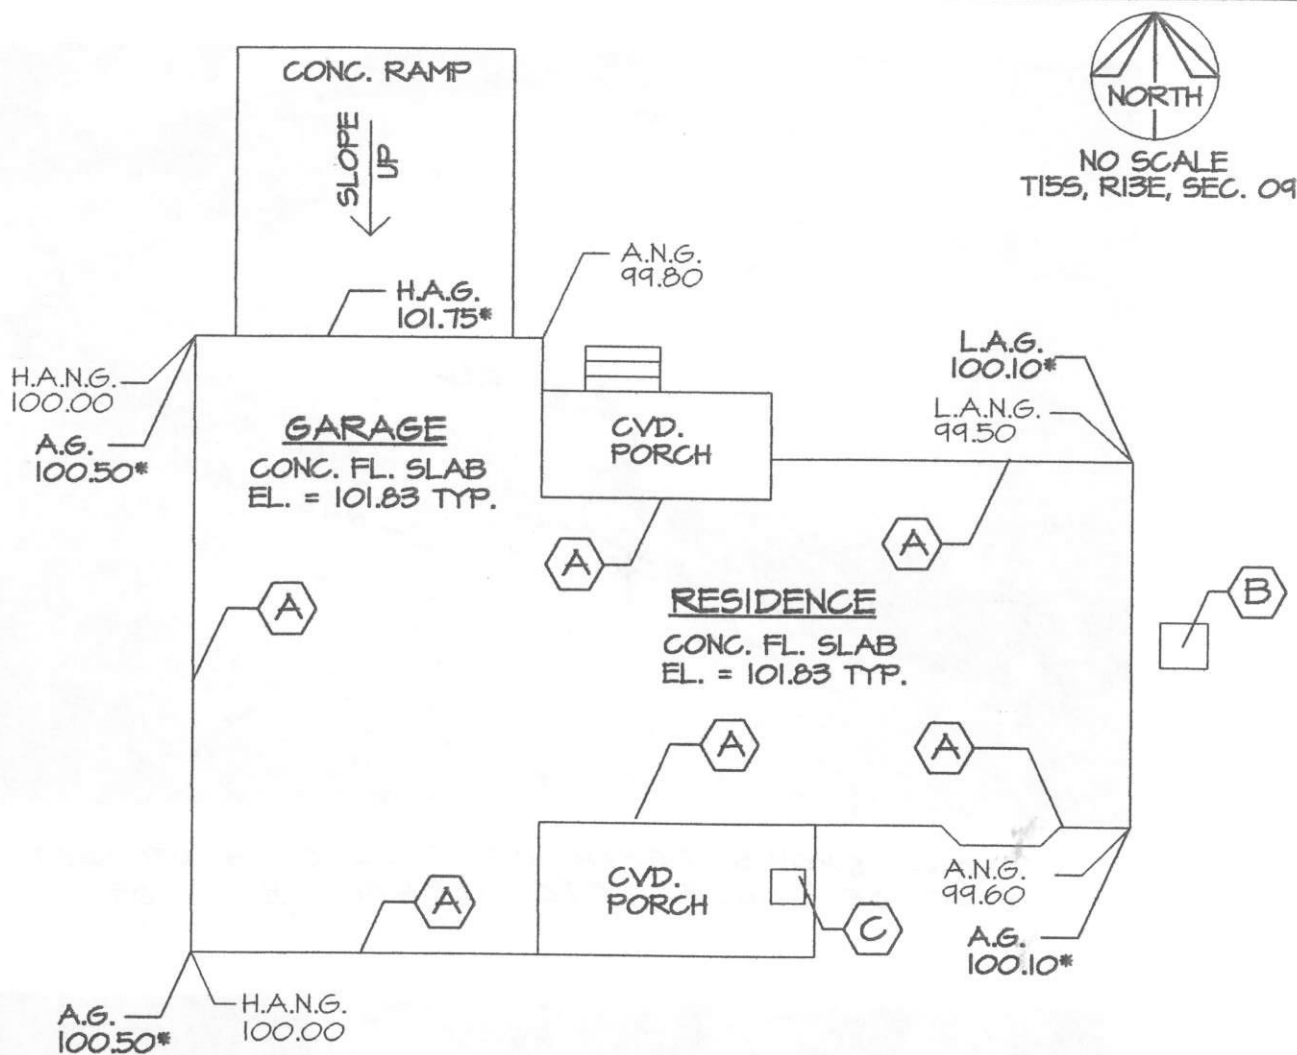 CONC. RAMP
SLOPE
UP
NORTH
NO SCALE
T15S, R13E, SEC. 09
A.N.G.
99.80
H.A.G.
101.75*
L.A.G.
100.10*
H.A.N.G.
100.00
A.G.
100.50*
L.A.N.G.
99.50
GARAGE
CONC. FL. SLAB
EL. = 101.83 TYP.
CVD.
PORCH
A
A
A
B
RESIDENCE
CONC. FL. SLAB
EL. = 101.83 TYP.
A
A
A.N.G.
99.60
CVD.
PORCH
A
C
A.G.
100.10*
H.A.N.G.
100.00
A.G.
100.50*